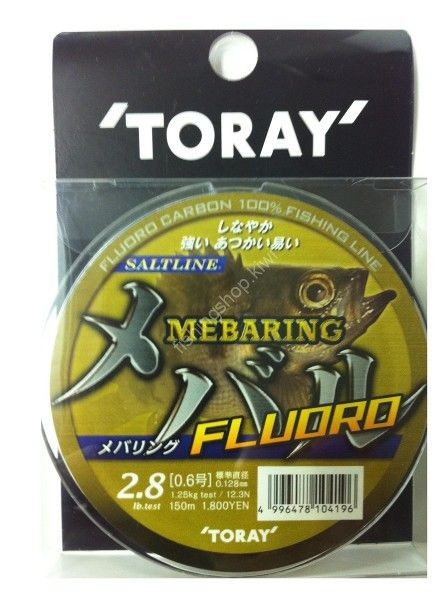 'TORAY'
FLUORO CARBON 100% FISHING LINE
しなやか
強い あつかい易い
SALTLINE
メバル
MEBARING
メバリング FLUORO
2.8 [0.6号] 標準直径 0.128mm
lb.test 1.25kg test / 12.3N
150m 1,800YEN
4 996478 104196
'TORAY'